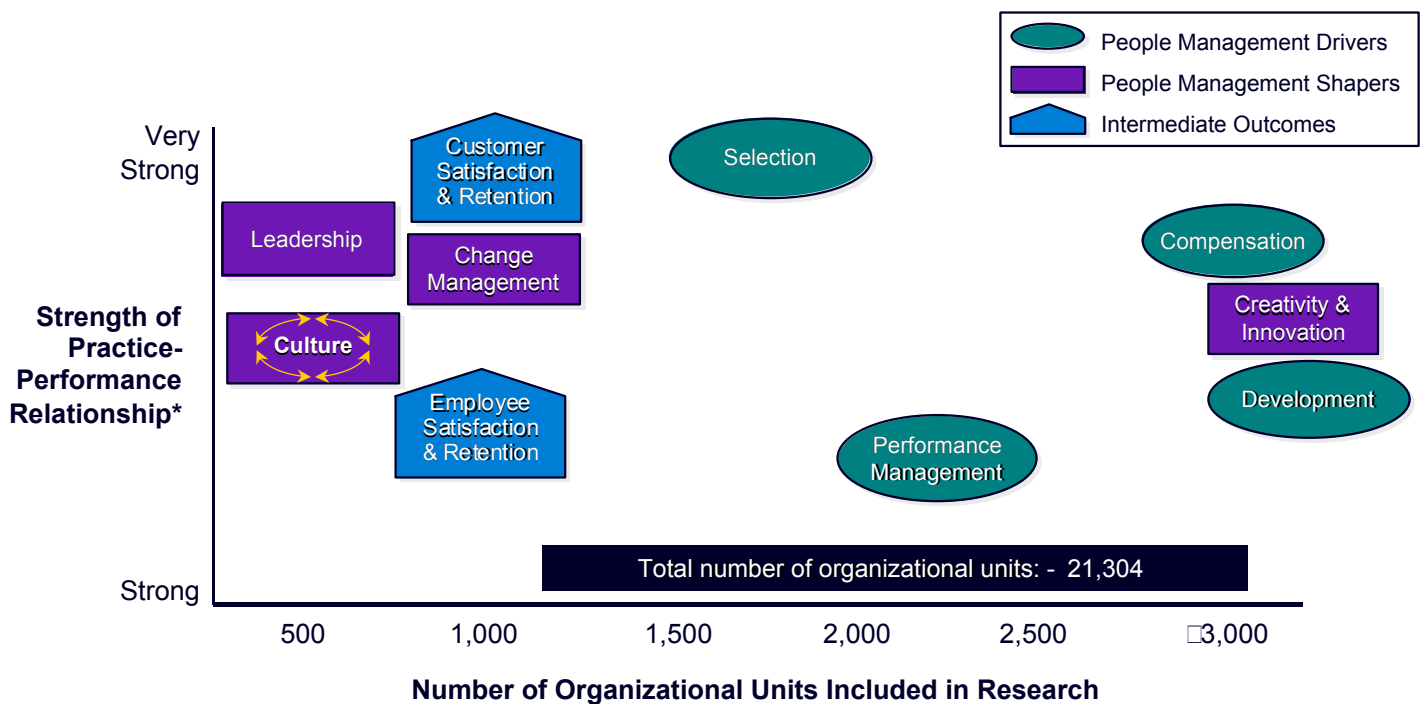 People Management Drivers
People Management Shapers
Intermediate Outcomes
Very
Strong
Customer
Satisfaction
& Retention
Selection
Leadership
Change
Management
Compensation
Strength of
Practice-
Performance
Relationship*
Culture
Creativity &
Innovation
Employee
Satisfaction
& Retention
Development
Performance
Management
Total number of organizational units: - 21,304
Strong
500
1,000
1,500
2,000
2,500
□3,000
Number of Organizational Units Included in Research